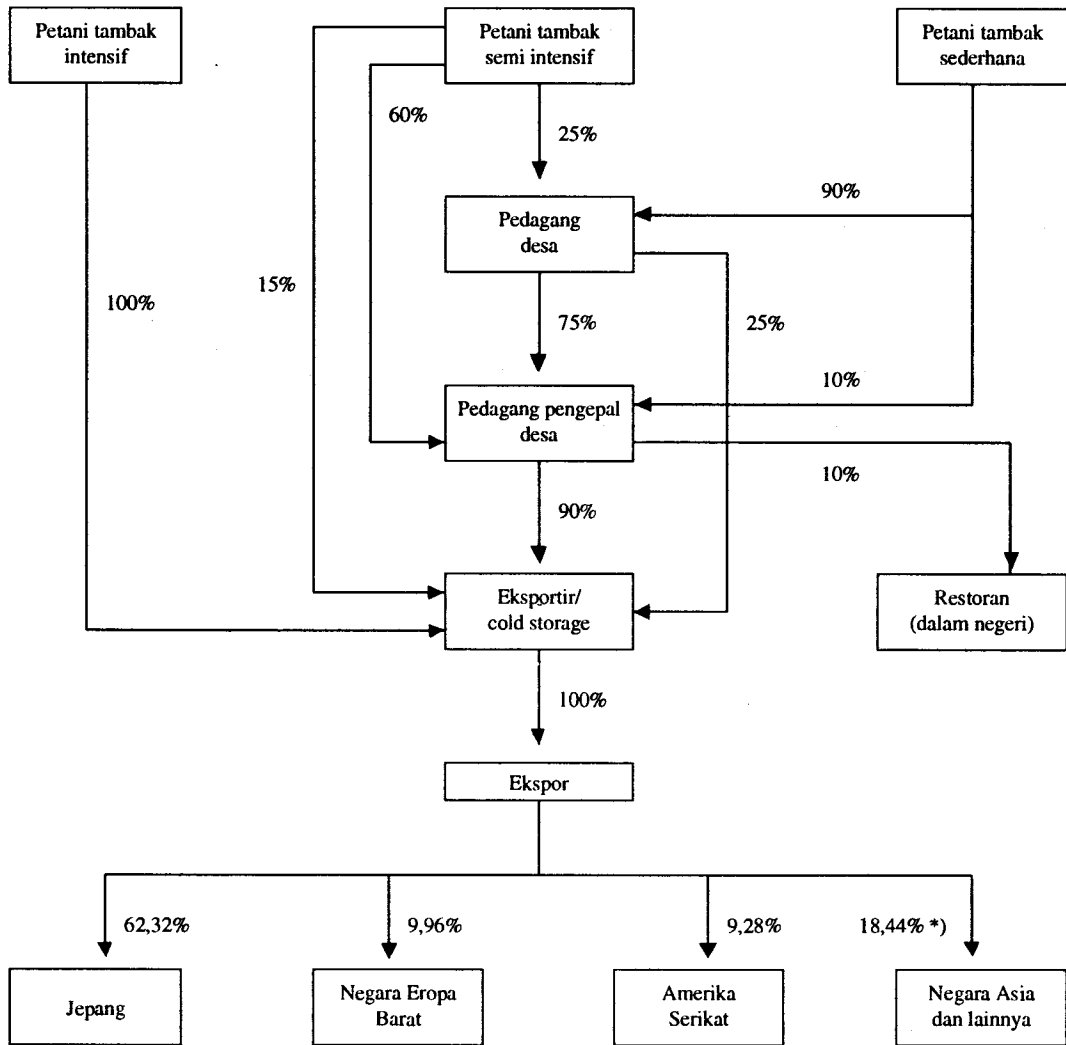 Petani tambak
intensif
Petani tambak
semi intensif
Petani tambak
sederhana
60%
25%
90%
Pedagang
desa
100%
15%
75%
25%
10%
Pedagang pengepal
desa
10%
90%
Eksportir/
cold storage
Restoran
(dalam negeri)
100%
Ekspor
62,32%
9,96%
9,28%
18,44% *)
Jepang
Negara Eropa
Barat
Amerika
Serikat
Negara Asia
dan lainnya